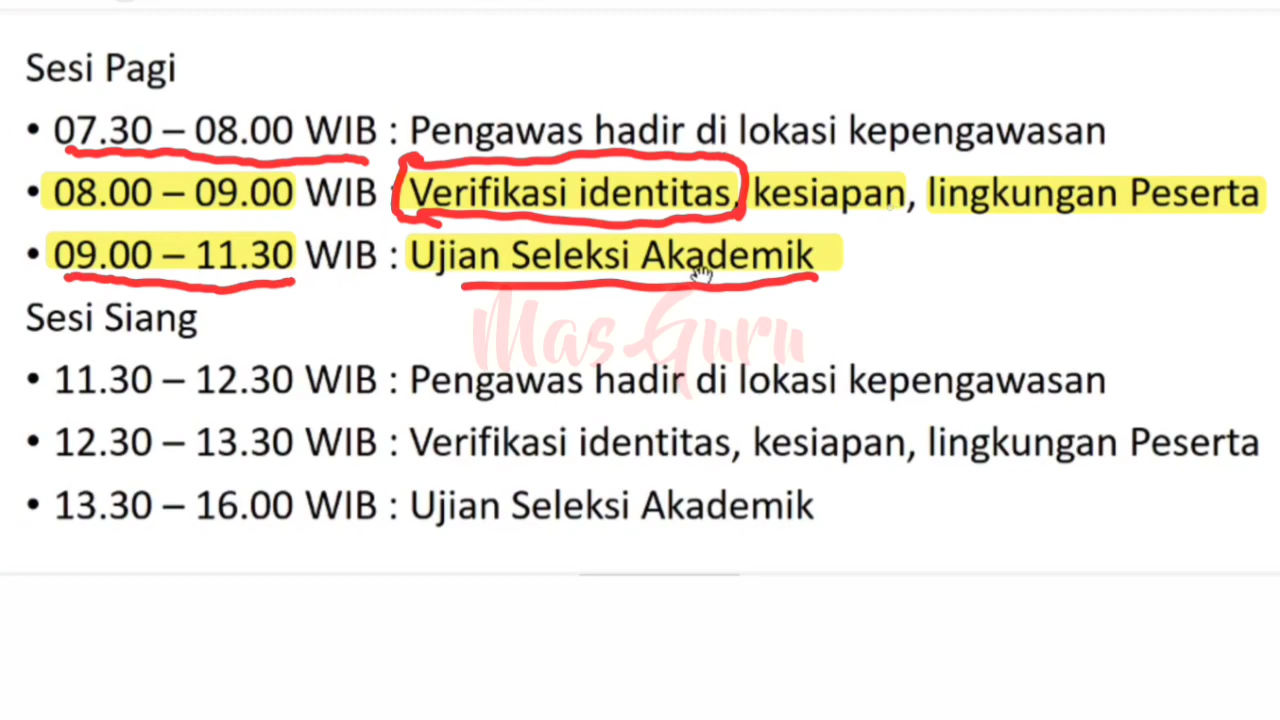 Sesi Pagi
• 07.30 – 08.00 WIB : Pengawas hadir di lokasi kepengawasan
• 08.00 – 09.00 WIB : Verifikasi identitas, kesiapan, lingkungan Peserta
• 09.00 – 11.30 WIB : Ujian Seleksi Akademik
Sesi Siang
Mas Guru
• 11.30 – 12.30 WIB : Pengawas hadir di lokasi kepengawasan
• 12.30 – 13.30 WIB : Verifikasi identitas, kesiapan, lingkungan Peserta
• 13.30 – 16.00 WIB : Ujian Seleksi Akademik